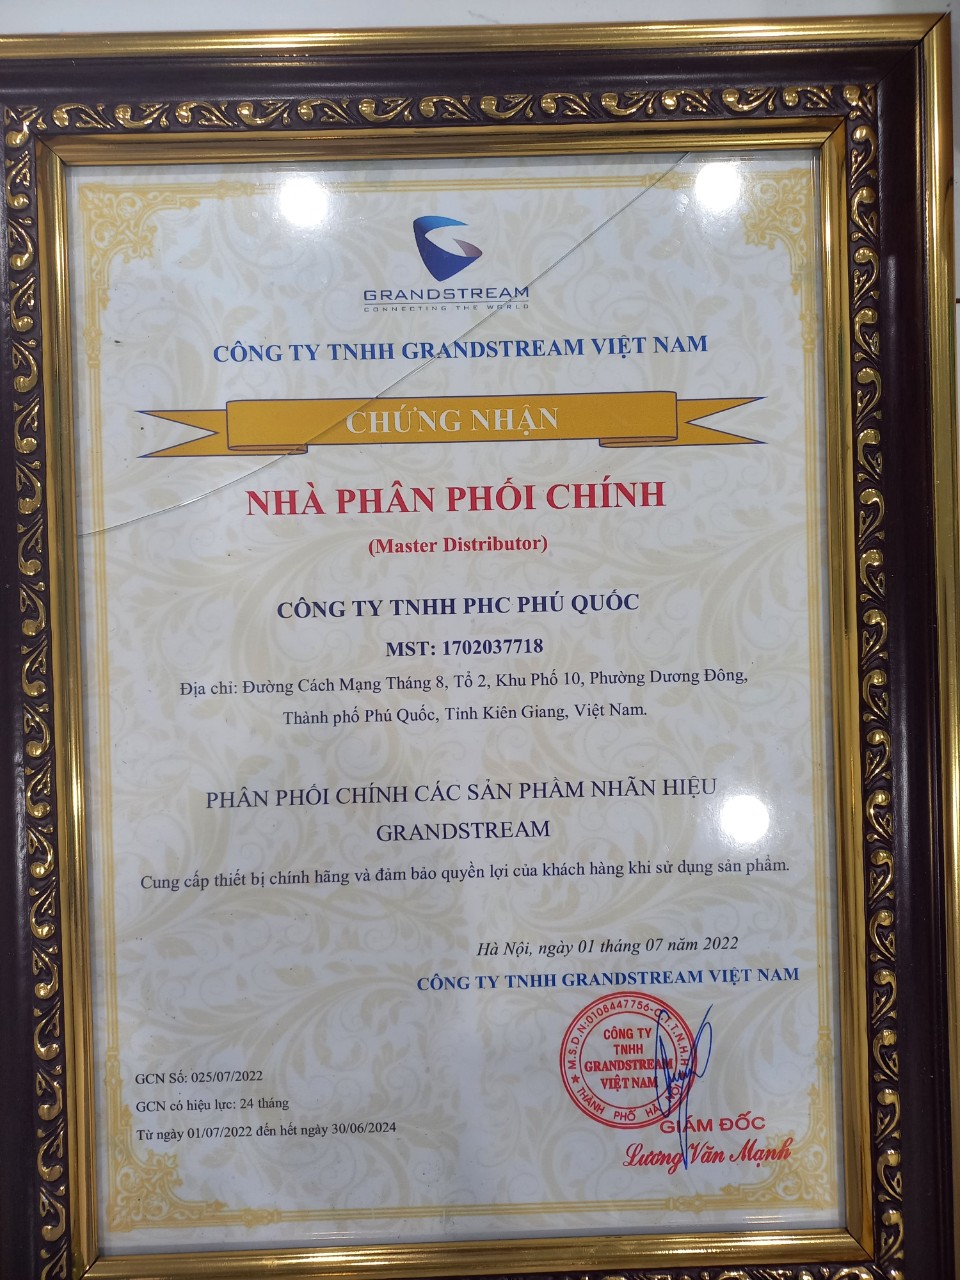 GRANDSTREAM
CONNECTING THE WORLD
CÔNG TY TNHH GRANDSTREAM VIỆT NAM
CHỨNG NHẬN
NHÀ PHÂN PHỐI CHÍNH
(Master Distributor)
CÔNG TY TNHH PHC PHÚ QUỐC
MST: 1702037718
Địa chỉ: Đường Cách Mạng Tháng 8, Tổ 2, Khu Phố 10, Phường Dương Đông,
Thành phố Phú Quốc, Tỉnh Kiên Giang, Việt Nam.
PHÂN PHỐI CHÍNH CÁC SẢN PHẨM NHÃN HIỆU
GRANDSTREAM
Cung cấp thiết bị chính hãng và đảm bảo quyền lợi của khách hàng khi sử dụng sản phẩm.
Hà Nội, ngày 01 tháng 07 năm 2022
CÔNG TY TNHH GRANDSTREAM VIỆT NAM
M.S.D.N:0108447756-C.T.T.N.H.H
CÔNG TY
TNHH
GRANDSTREAM
VIỆT NAM
THÀNH PHỐ HÀ NỘI
GIÁM ĐỐC
Lương Văn Mạnh
GCN Số: 025/07/2022
GCN có hiệu lực: 24 tháng
Từ ngày 01/07/2022 đến hết ngày 30/06/2024